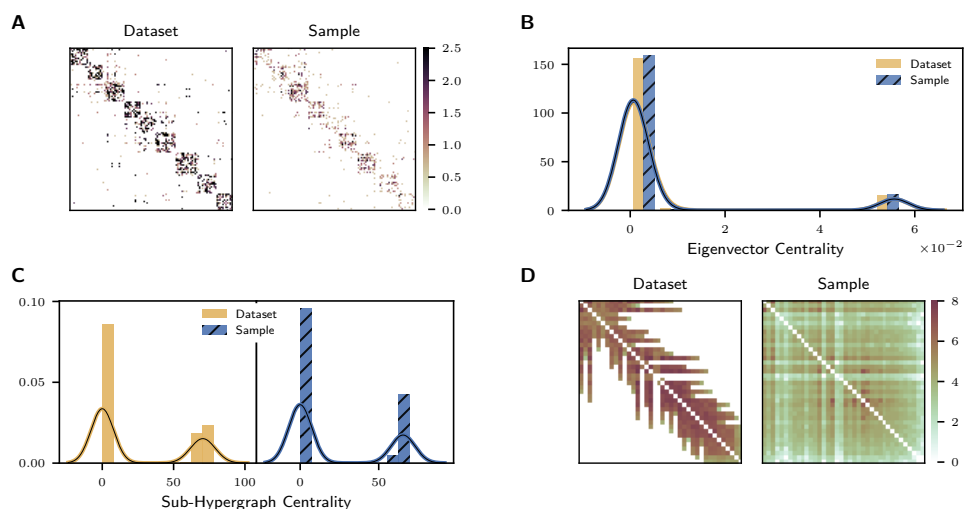 A
Dataset
Sample
2.5
2.0
1.5
1.0
0.5
0.0
B
Dataset
Sample
150
100
50
0
0
2
4
6
Eigenvector Centrality
×10−2
C
0.10
0.05
0.00
Dataset
Sample
0
50
100
0
50
Sub-Hypergraph Centrality
D
Dataset
Sample
8
6
4
2
0